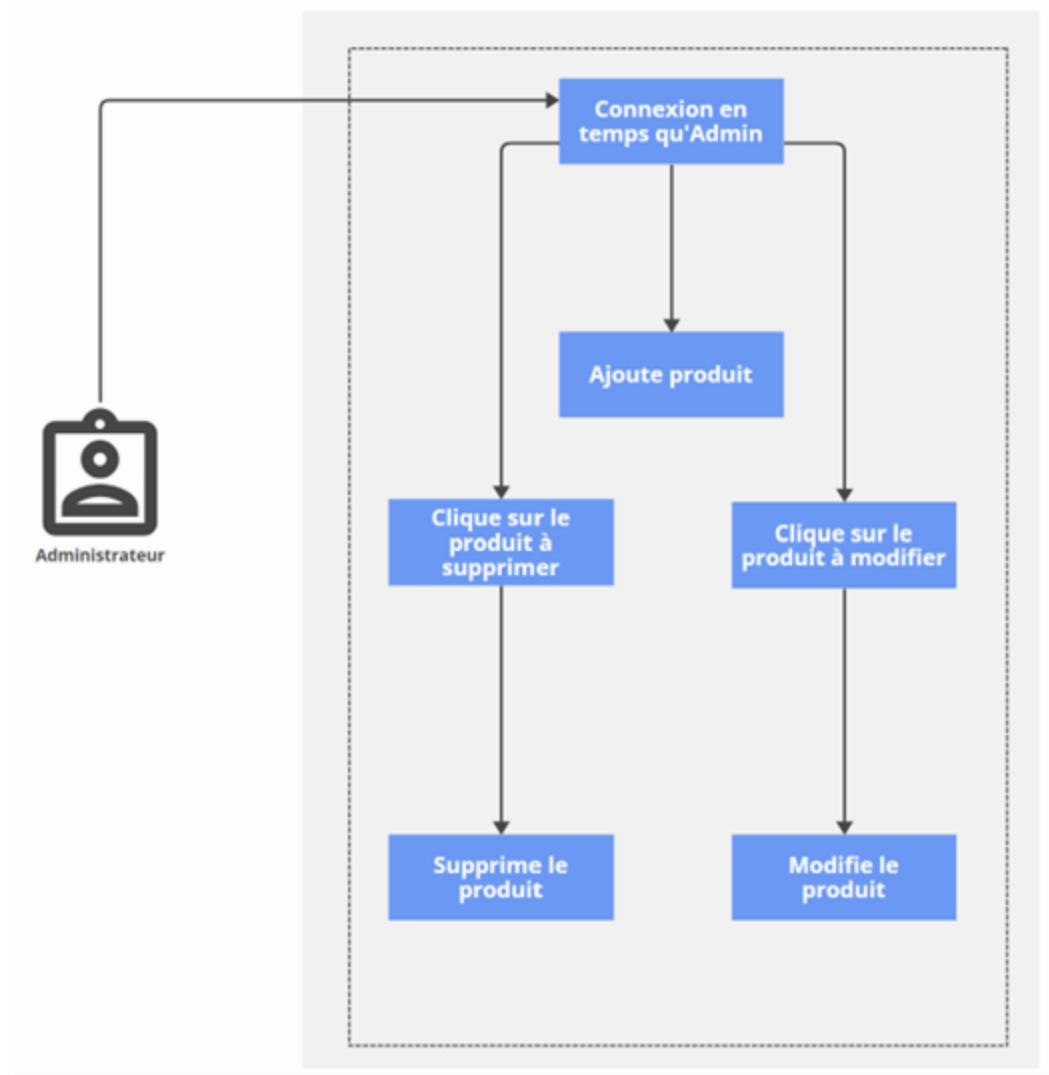 Connexion en
temps qu'Admin
Ajoute produit
Clique sur le
produit à
supprimer
Clique sur le
produit à modifier
Administrateur
Supprime le
produit
Modifie le
produit